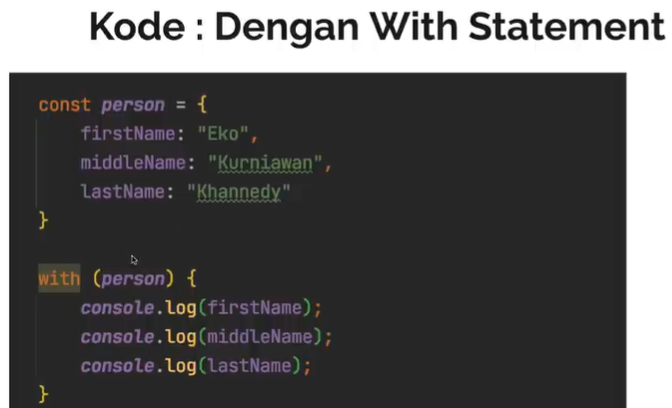 Kode : Dengan With Statement
const person = {
firstName: "Eko",
middleName: "Kurniawan",
lastName: "Khannedy"
}
with (person) {
console.log(firstName);
console.log(middleName);
console.log(lastName);
}